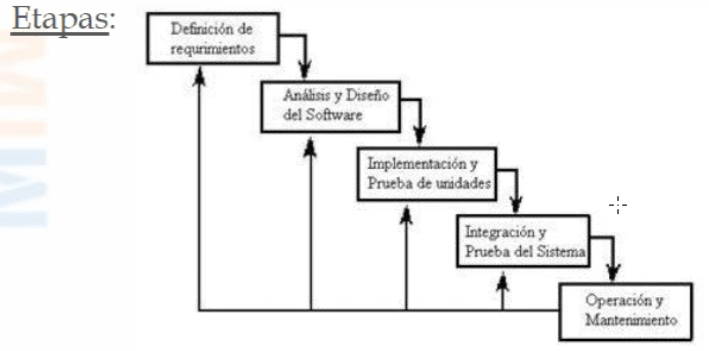 Etapas:
Definición de
requrimientos
Análisis y Diseño
del Software
Implementación y
Prueba de unidades
Integración y
Prueba del Sistema
Operación y
Mantenimiento